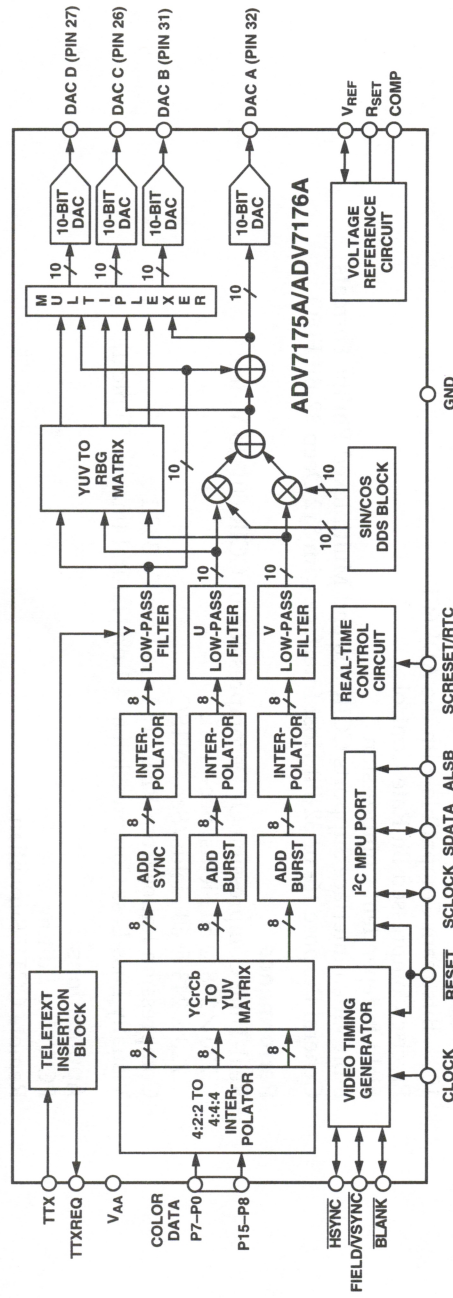 TTX
TTXREQ
V_AA
COLOR
DATA
P7–P0
P15–P8
HSYNC
FIELD/VSYNC
BLANK
TELETEXT
INSERTION
BLOCK
4:2:2 TO
4:4:4
INTER-
POLATOR
8
8
8
YCrCb
TO
YUV
MATRIX
8
8
8
ADD
SYNC
ADD
BURST
ADD
BURST
8
8
8
INTER-
POLATOR
INTER-
POLATOR
INTER-
POLATOR
8
8
8
Y
LOW-PASS
FILTER
U
LOW-PASS
FILTER
V
LOW-PASS
FILTER
10
10
10
YUV TO
RBG
MATRIX
MULTIPLEXER
10
10
10
10
10-BIT
DAC
10-BIT
DAC
10-BIT
DAC
10-BIT
DAC
DAC D (PIN 27)
DAC C (PIN 26)
DAC B (PIN 31)
DAC A (PIN 32)
ADV7175A/ADV7176A
VIDEO TIMING
GENERATOR
I²C MPU PORT
REAL-TIME
CONTROL
CIRCUIT
10
10
SIN/COS
DDS BLOCK
VOLTAGE
REFERENCE
CIRCUIT
V_REF
R_SET
COMP
CLOCK
RESET
SCLOCK
SDATA
ALSB
SCRESET/RTC
GND